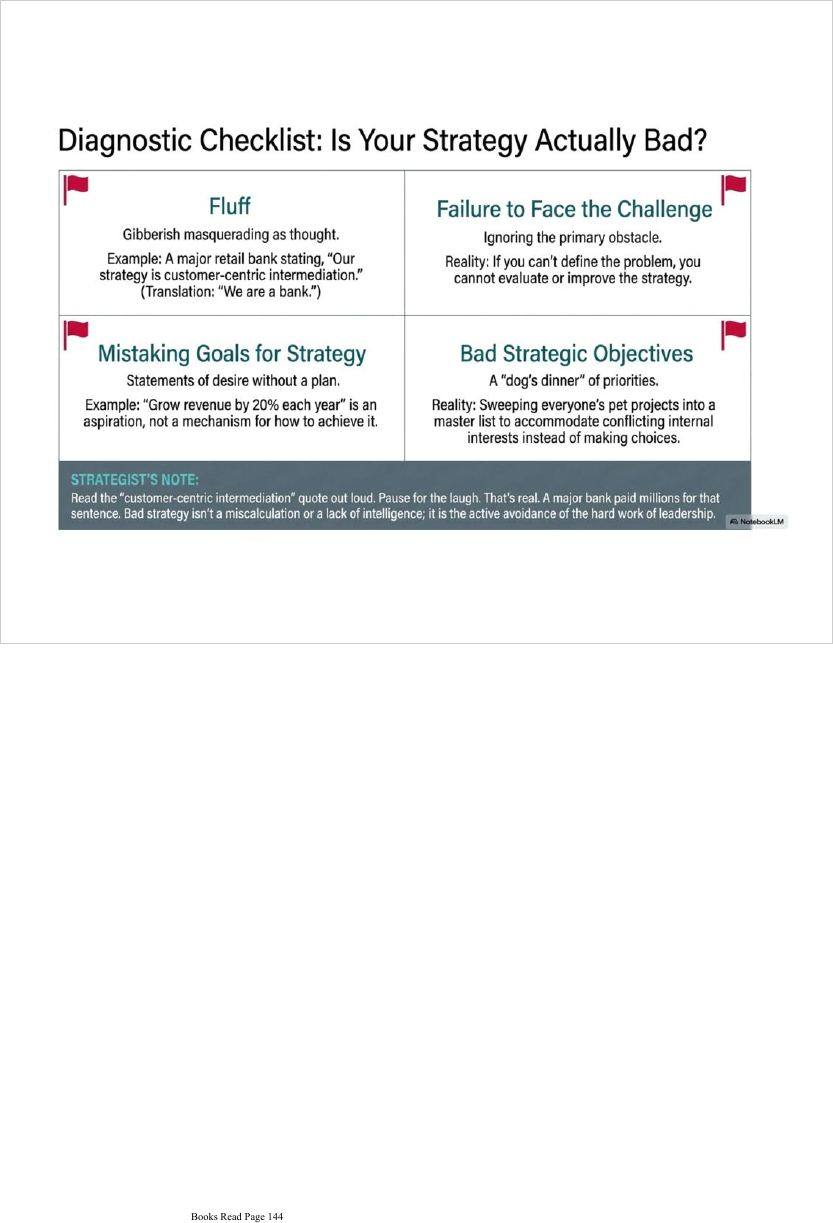 Diagnostic Checklist: Is Your Strategy Actually Bad?
Fluff
Gibberish masquerading as thought.
Example: A major retail bank stating, “Our
strategy is customer-centric intermediation.”
(Translation: “We are a bank.”)
Failure to Face the Challenge
Ignoring the primary obstacle.
Reality: If you can’t define the problem, you
cannot evaluate or improve the strategy.
Mistaking Goals for Strategy
Statements of desire without a plan.
Example: “Grow revenue by 20% each year” is an
aspiration, not a mechanism for how to achieve it.
Bad Strategic Objectives
A “dog’s dinner” of priorities.
Reality: Sweeping everyone’s pet projects into a
master list to accommodate conflicting internal
interests instead of making choices.
STRATEGIST’S NOTE:
Read the “customer-centric intermediation” quote out loud. Pause for the laugh. That’s real. A major bank paid millions for that
sentence. Bad strategy isn’t a miscalculation or a lack of intelligence; it is the active avoidance of the hard work of leadership.
NotebookLM
Books Read Page 144